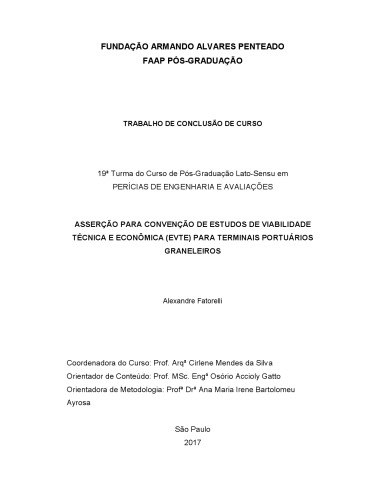 FUNDAÇÃO ARMANDO ALVARES PENTEADO
FAAP PÓS-GRADUAÇÃO
TRABALHO DE CONCLUSÃO DE CURSO
19ª Turma do Curso de Pós-Graduação Lato-Sensu em
PERÍCIAS DE ENGENHARIA E AVALIAÇÕES
ASSERÇÃO PARA CONVENÇÃO DE ESTUDOS DE VIABILIDADE
TÉCNICA E ECONÔMICA (EVTE) PARA TERMINAIS PORTUÁRIOS
GRANELEIROS
Alexandre Fatorelli
Coordenadora do Curso: Prof. Arqª Cirlene Mendes da Silva
Orientador de Conteúdo: Prof. MSc. Engº Osório Accioly Gatto
Orientadora de Metodologia: Profª Drª Ana Maria Irene Bartolomeu
Ayrosa
São Paulo
2017